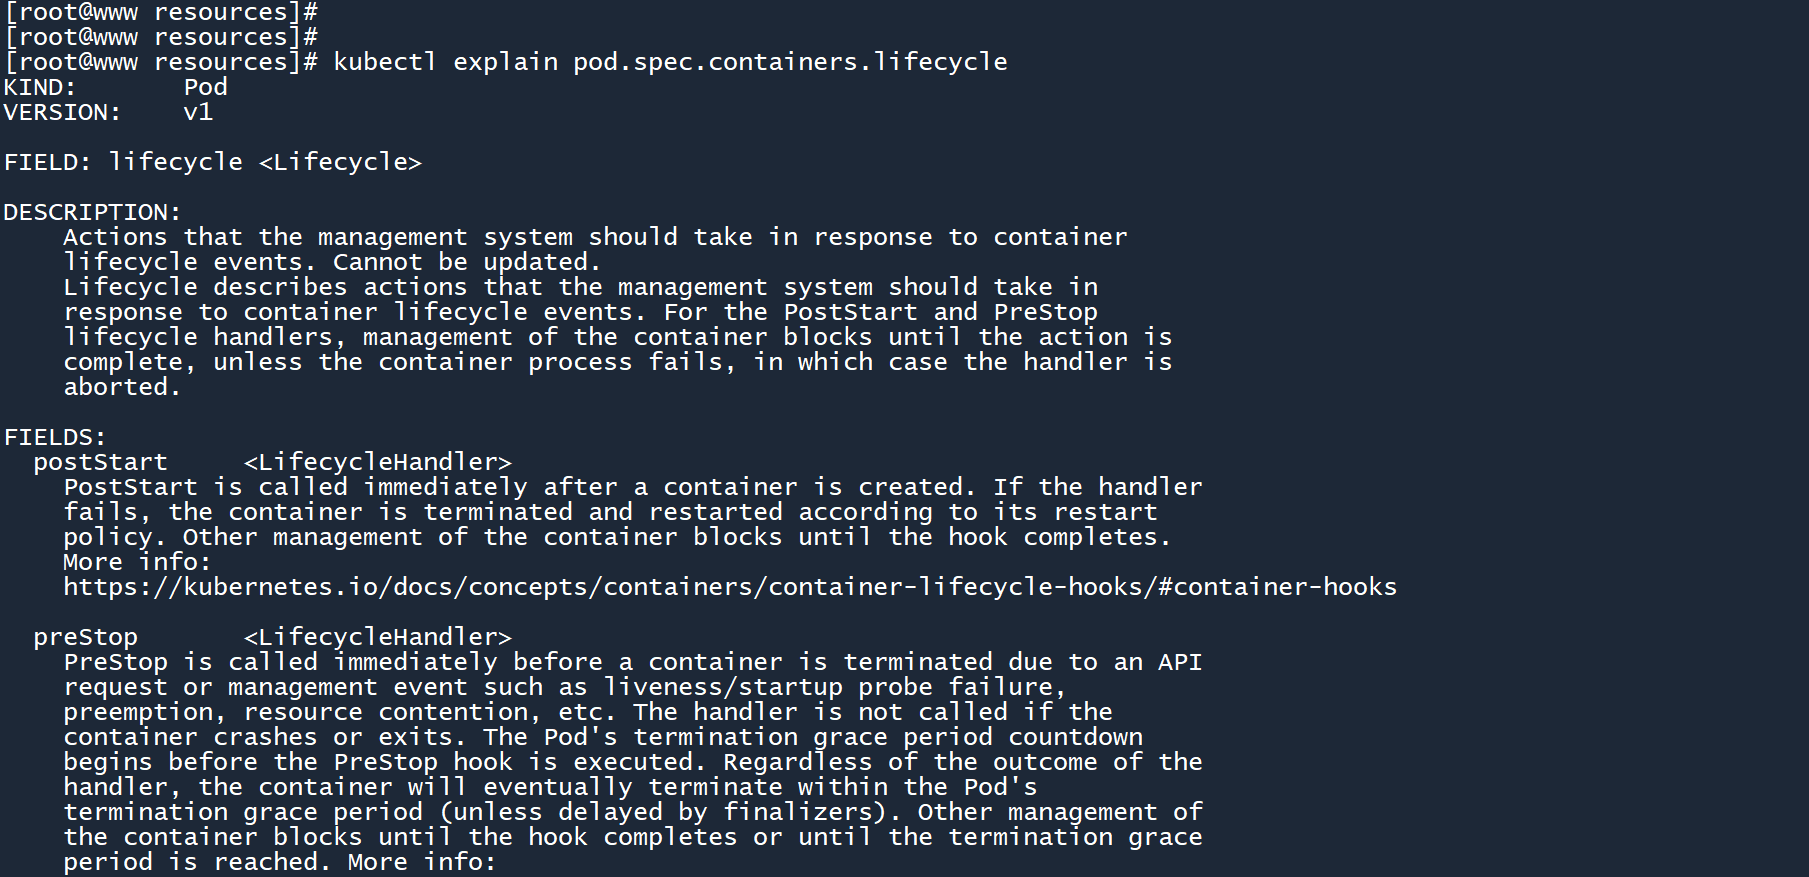 [root@www resources]#
[root@www resources]#
[root@www resources]# kubectl explain pod.spec.containers.lifecycle
KIND:       Pod
VERSION:    v1

FIELD: lifecycle <Lifecycle>

DESCRIPTION:
    Actions that the management system should take in response to container
    lifecycle events. Cannot be updated.
    Lifecycle describes actions that the management system should take in
    response to container lifecycle events. For the PostStart and PreStop
    lifecycle handlers, management of the container blocks until the action is
    complete, unless the container process fails, in which case the handler is
    aborted.

FIELDS:
  postStart     <LifecycleHandler>
    PostStart is called immediately after a container is created. If the handler
    fails, the container is terminated and restarted according to its restart
    policy. Other management of the container blocks until the hook completes.
    More info:
    https://kubernetes.io/docs/concepts/containers/container-lifecycle-hooks/#container-hooks

  preStop       <LifecycleHandler>
    PreStop is called immediately before a container is terminated due to an API
    request or management event such as liveness/startup probe failure,
    preemption, resource contention, etc. The handler is not called if the
    container crashes or exits. The Pod's termination grace period countdown
    begins before the PreStop hook is executed. Regardless of the outcome of the
    handler, the container will eventually terminate within the Pod's
    termination grace period (unless delayed by finalizers). Other management of
    the container blocks until the hook completes or until the termination grace
    period is reached. More info: